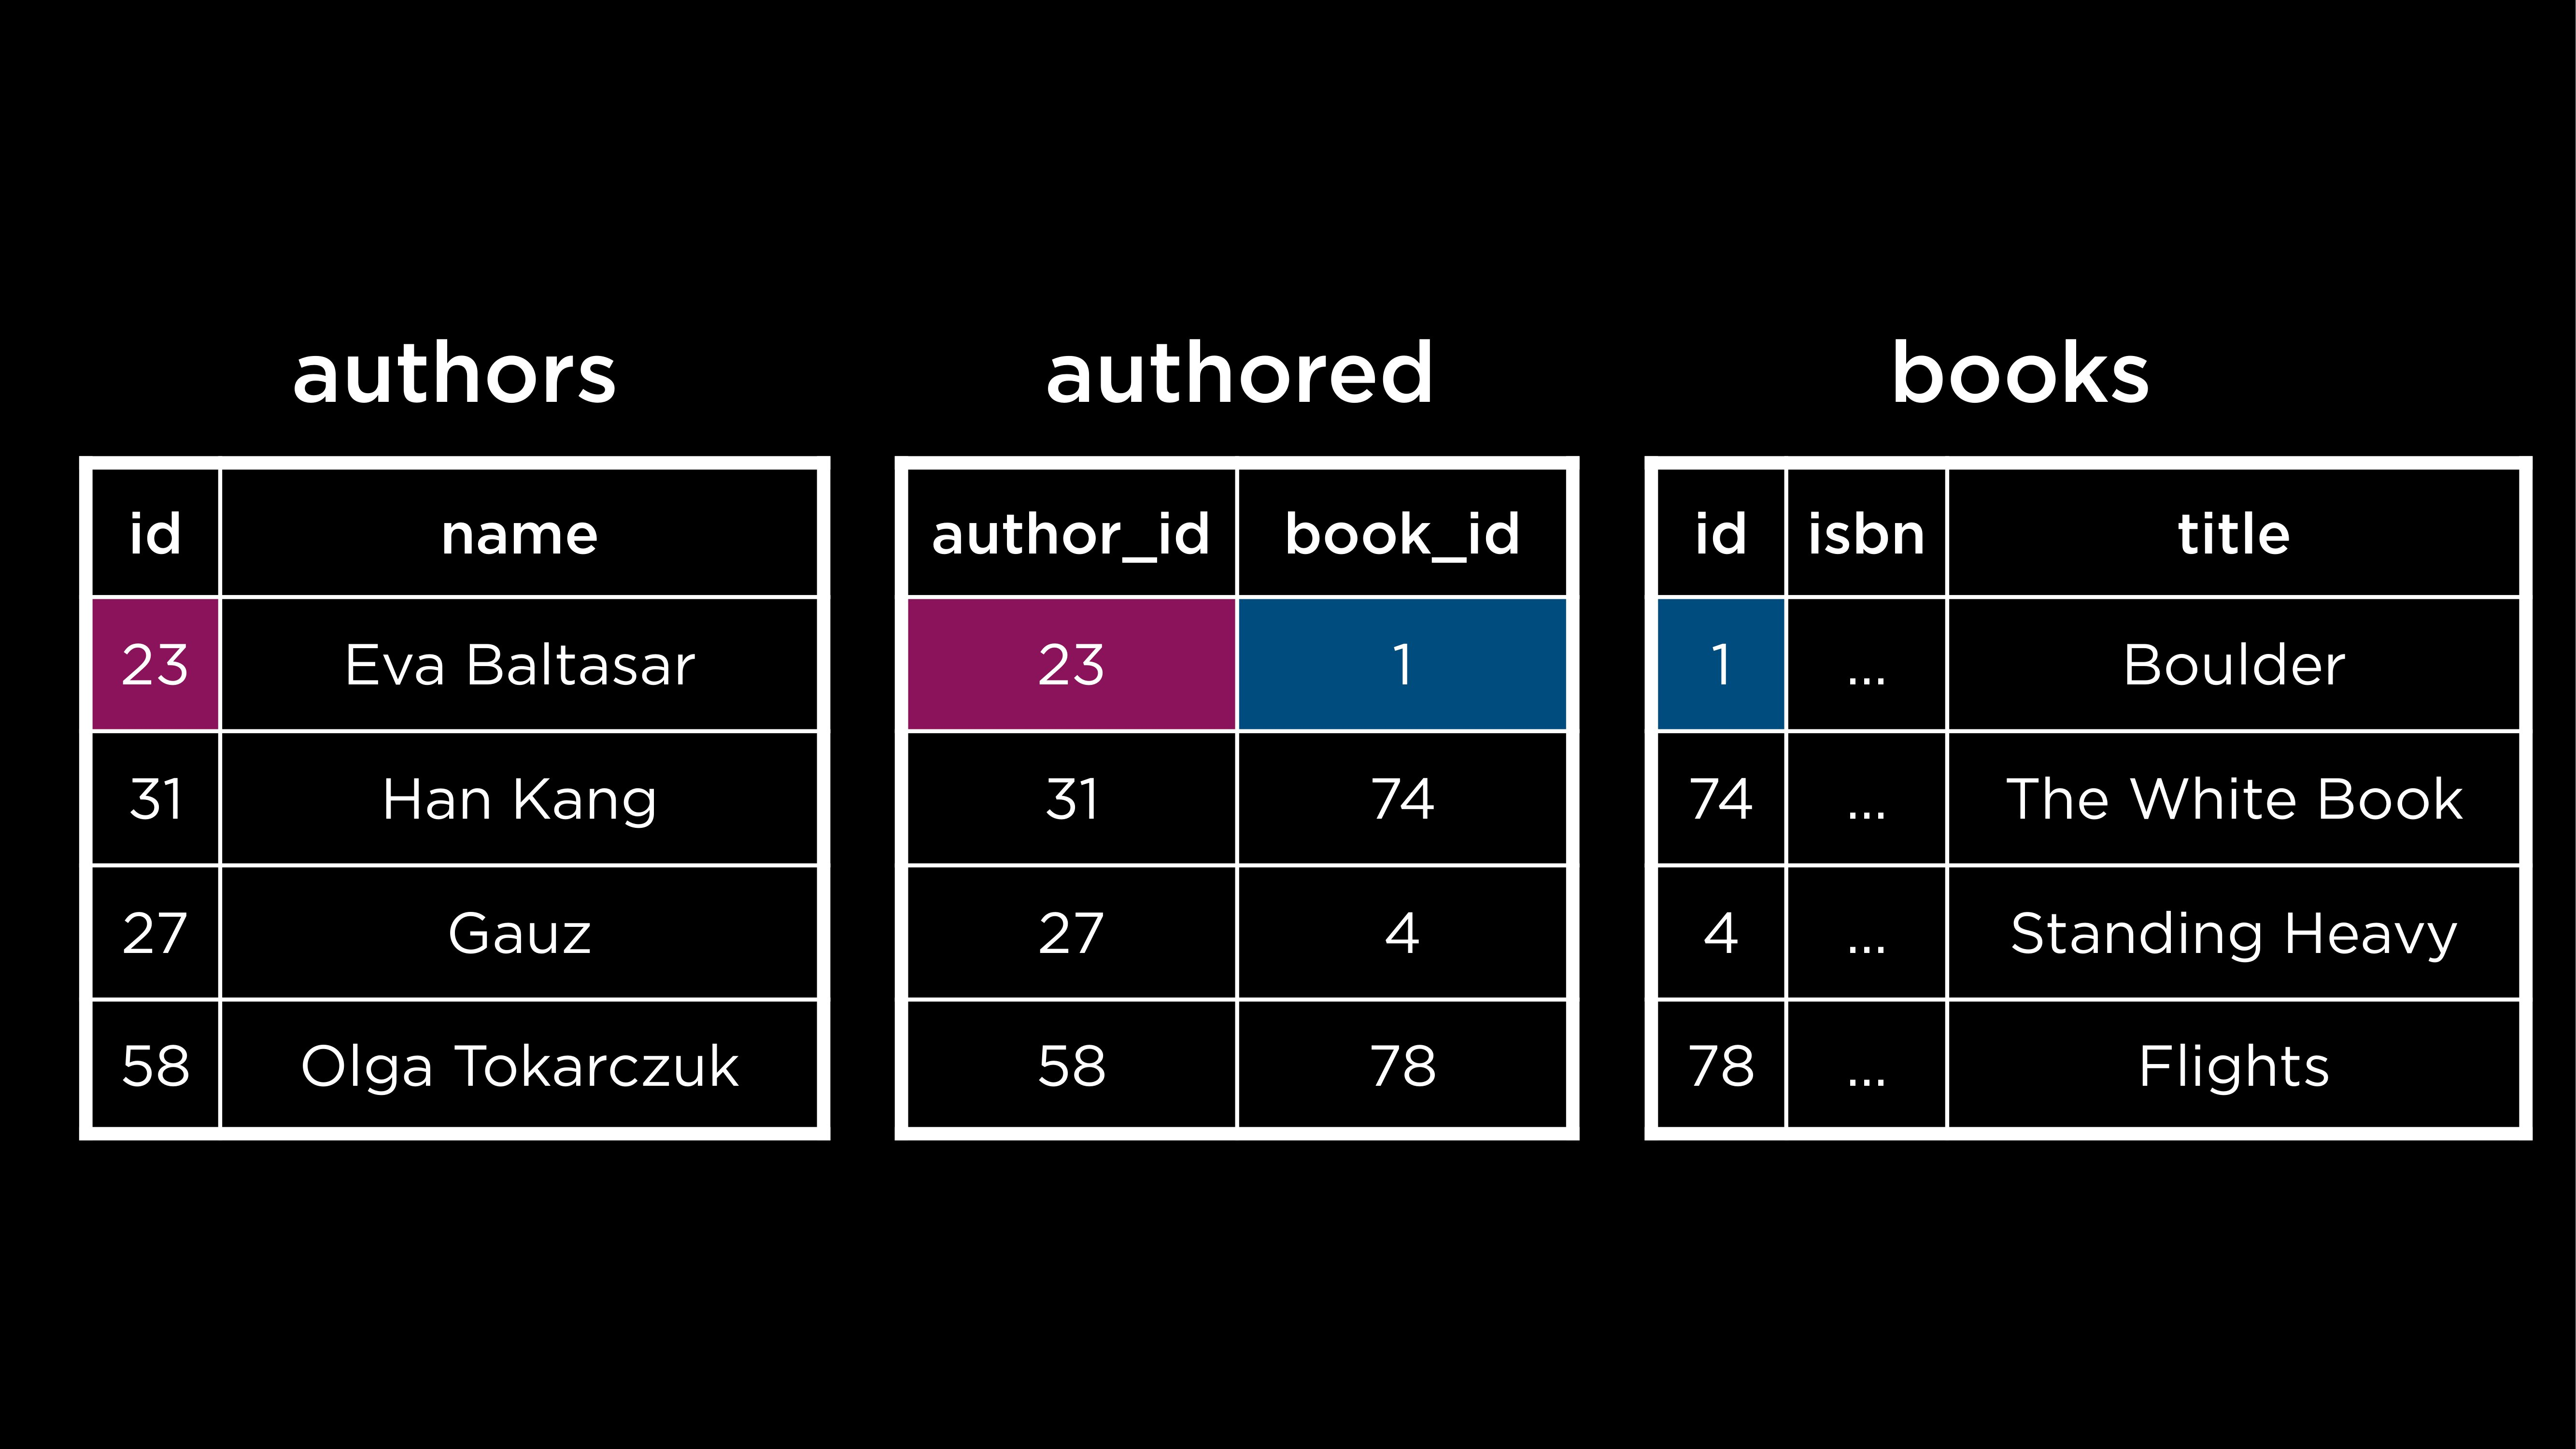 authors
id name
23 Eva Baltasar
31 Han Kang
27 Gauz
58 Olga Tokarczuk
authored
author_id book_id
23 1
31 74
27 4
58 78
books
id isbn title
1 ... Boulder
74 ... The White Book
4 ... Standing Heavy
78 ... Flights